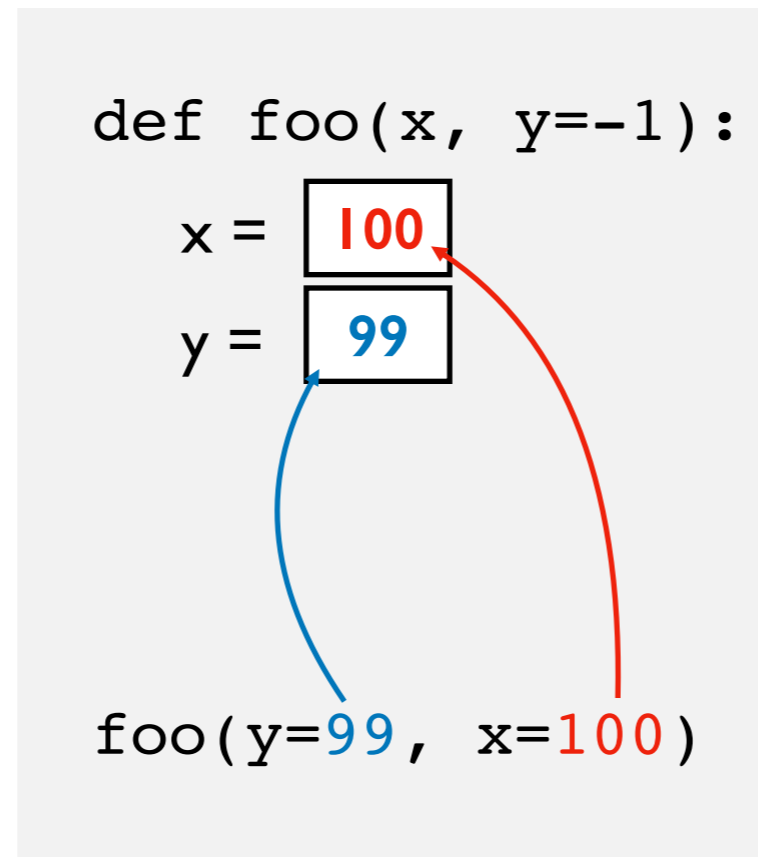 def foo(x, y=-1):
x = 100
y = 99
foo(y=99, x=100)